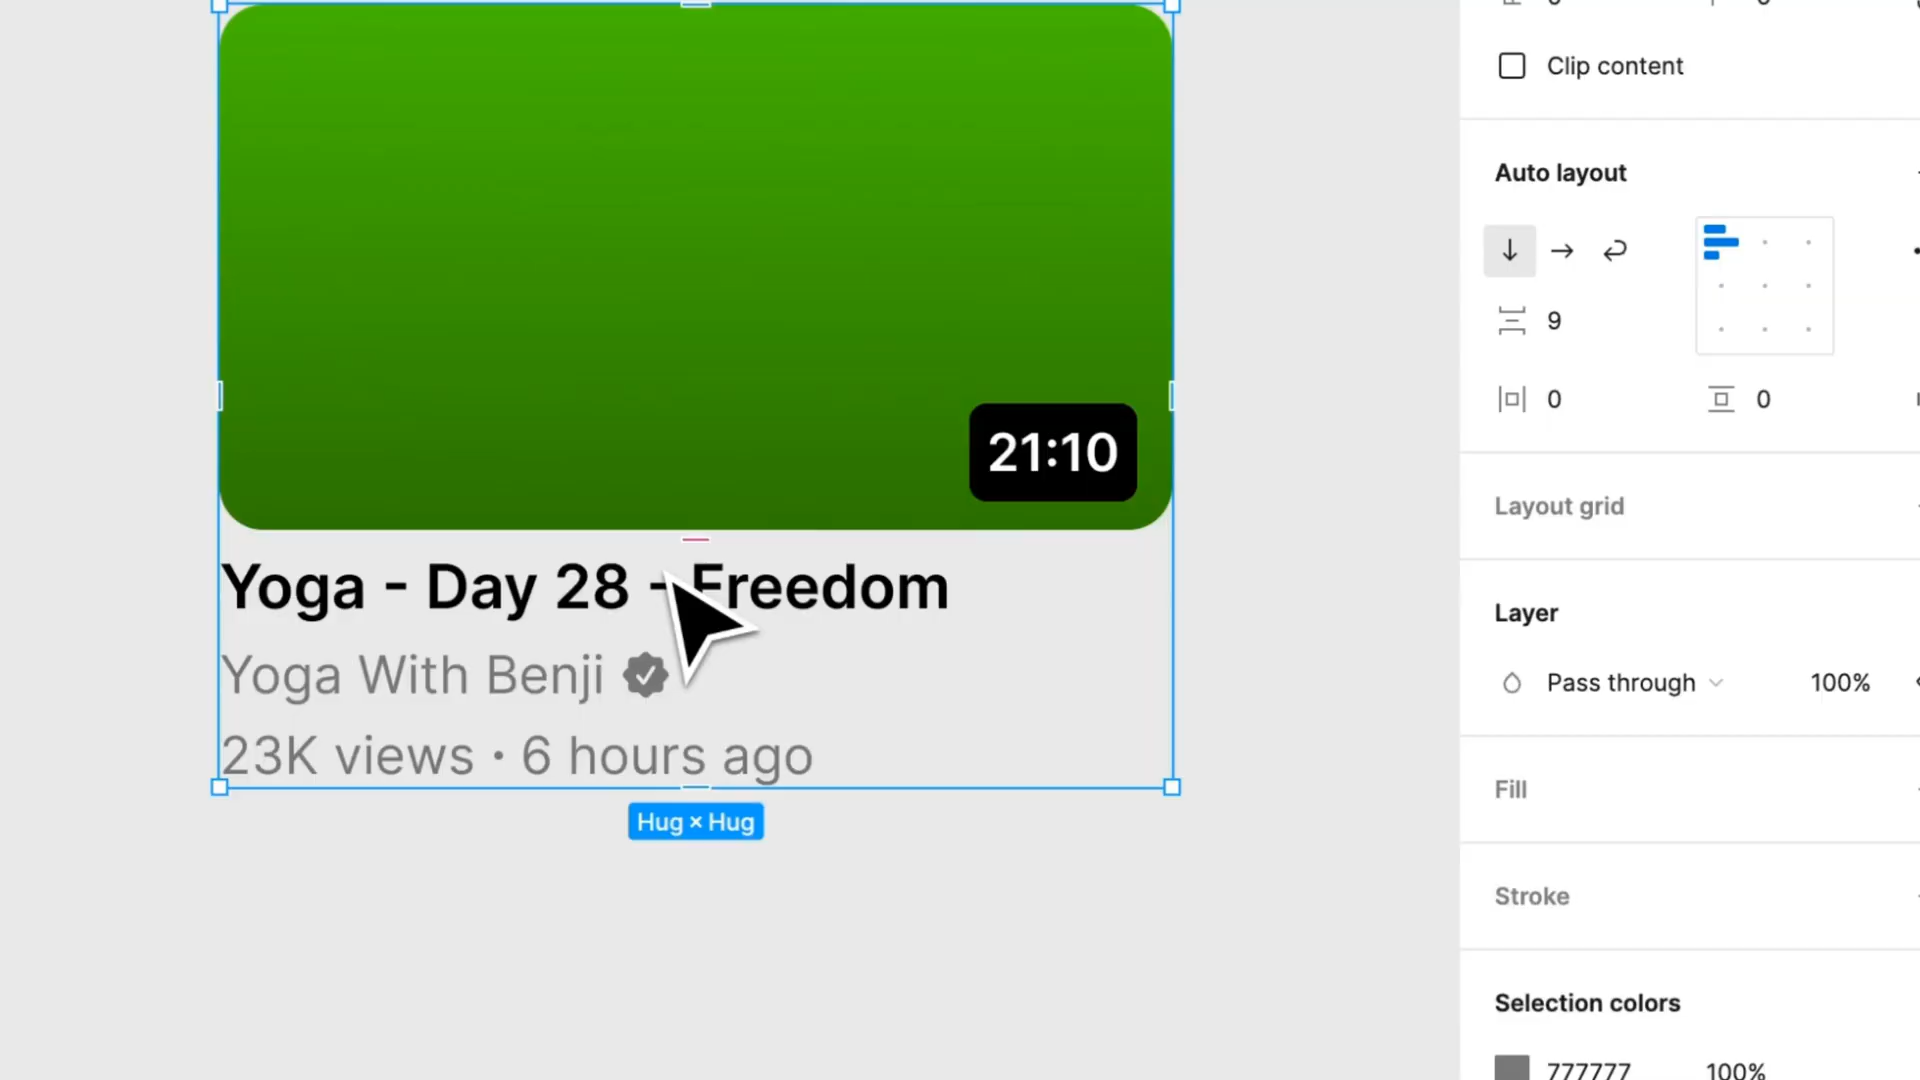 21:10
Yoga - Day 28 - Freedom
Yoga With Benji
23K views · 6 hours ago
Hug × Hug
Clip content
Auto layout
9
0 0
Layout grid
Layer
Pass through 100%
Fill
Stroke
Selection colors
777777 100%